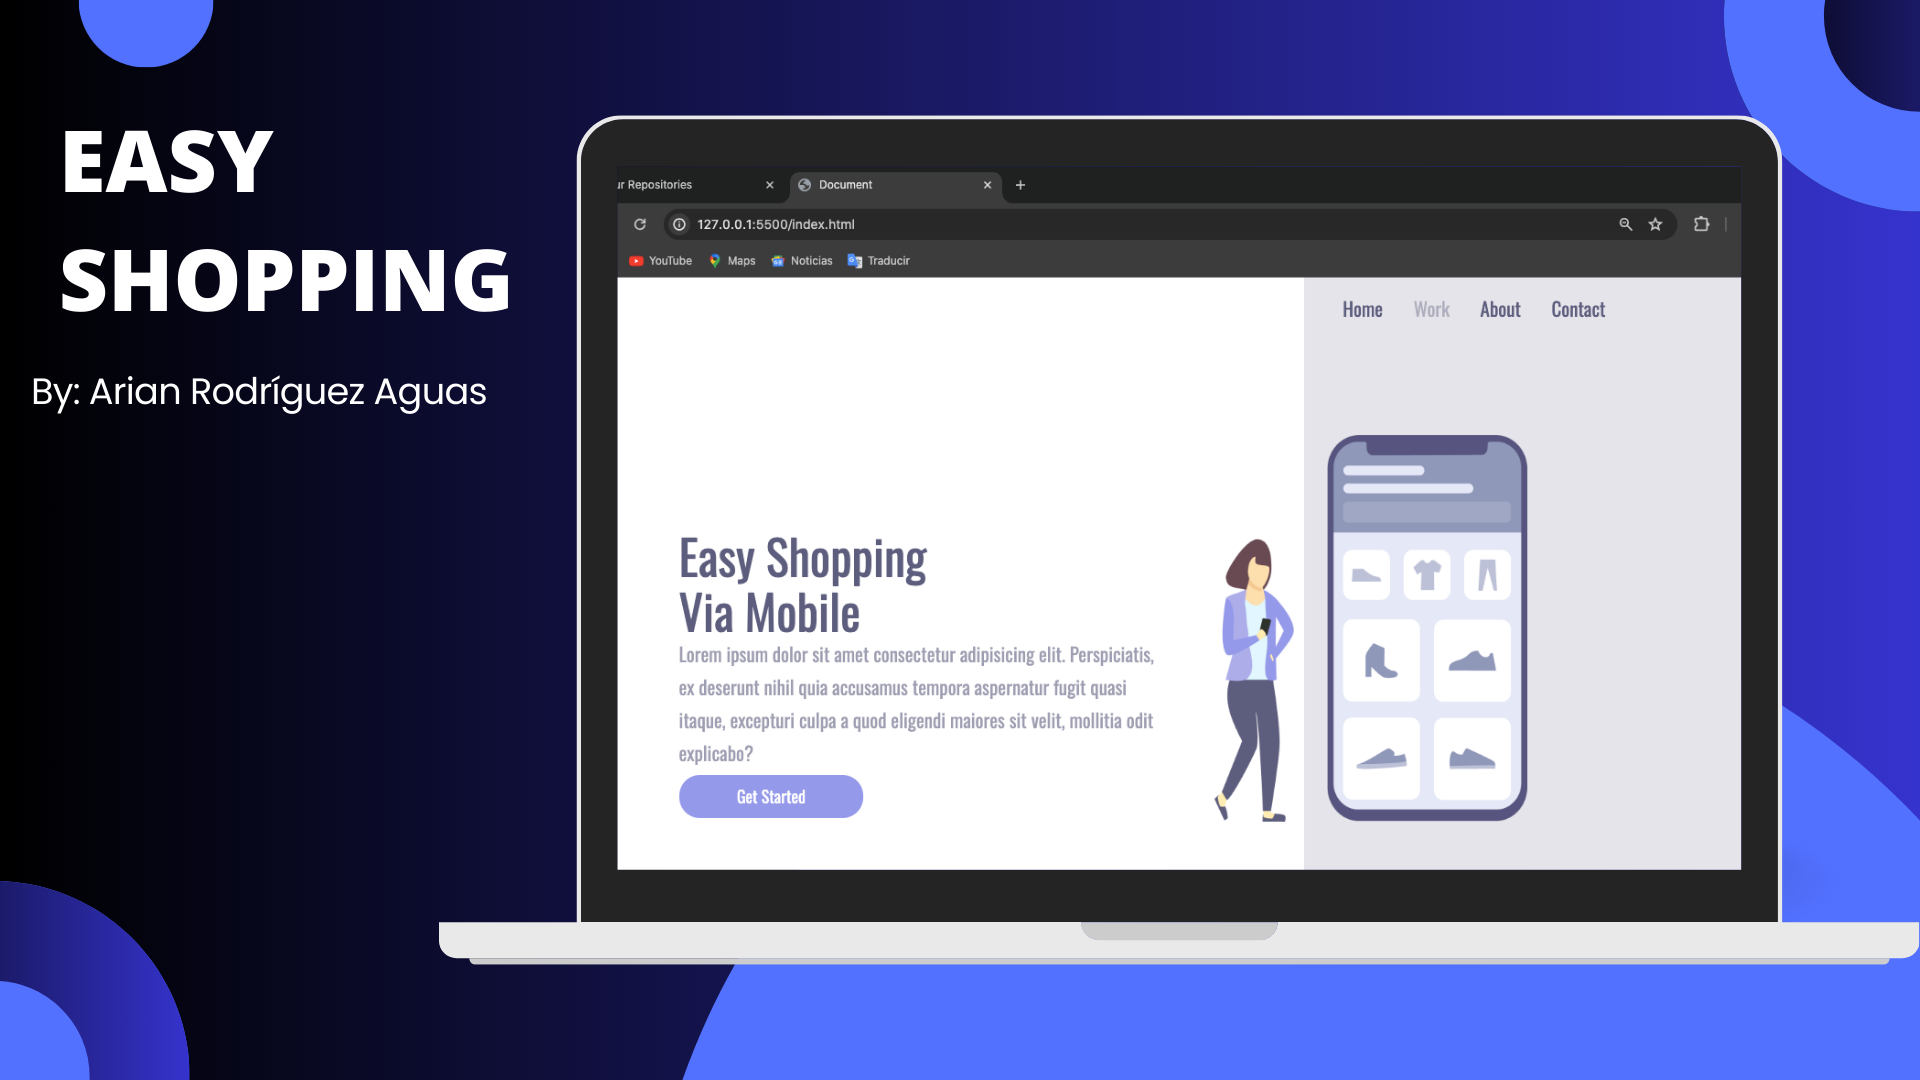 EASY
SHOPPING
By: Arian Rodríguez Aguas
ur Repositories
Document
127.0.0.1:5500/index.html
YouTube
Maps
Noticias
Traducir
Home Work About Contact
Easy Shopping
Via Mobile
Lorem ipsum dolor sit amet consectetur adipisicing elit. Perspiciatis,
ex deserunt nihil quia accusamus tempora aspernatur fugit quasi
itaque, excepturi culpa a quod eligendi maiores sit velit, mollitia odit
explicabo?
Get Started